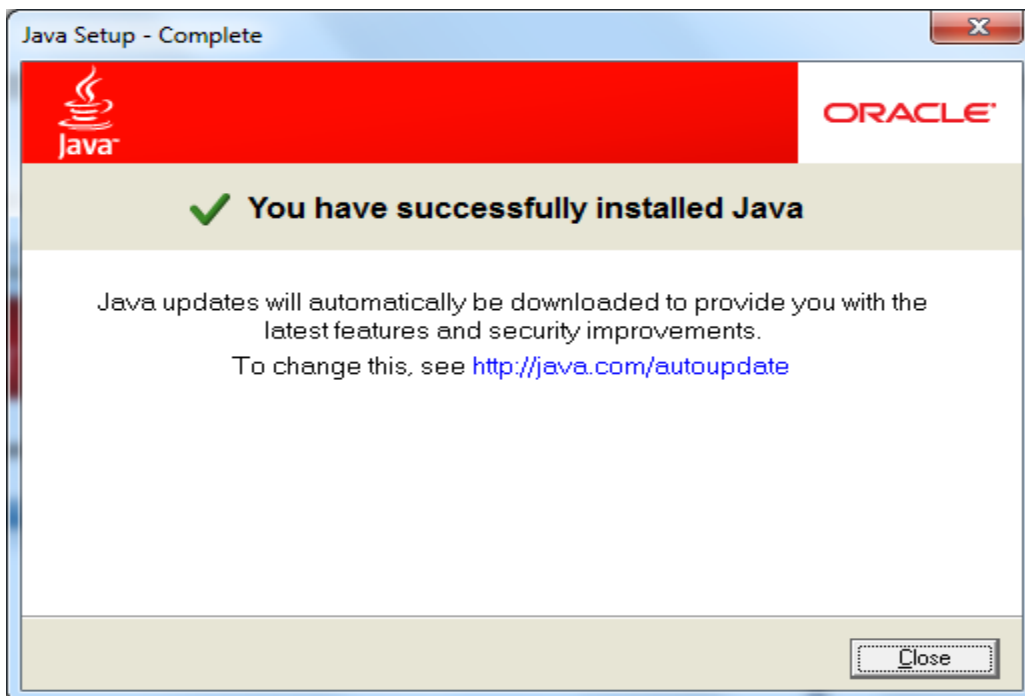 Java Setup - Complete
Java™
ORACLE®
You have successfully installed Java
Java updates will automatically be downloaded to provide you with the
latest features and security improvements.
To change this, see http://java.com/autoupdate
Close